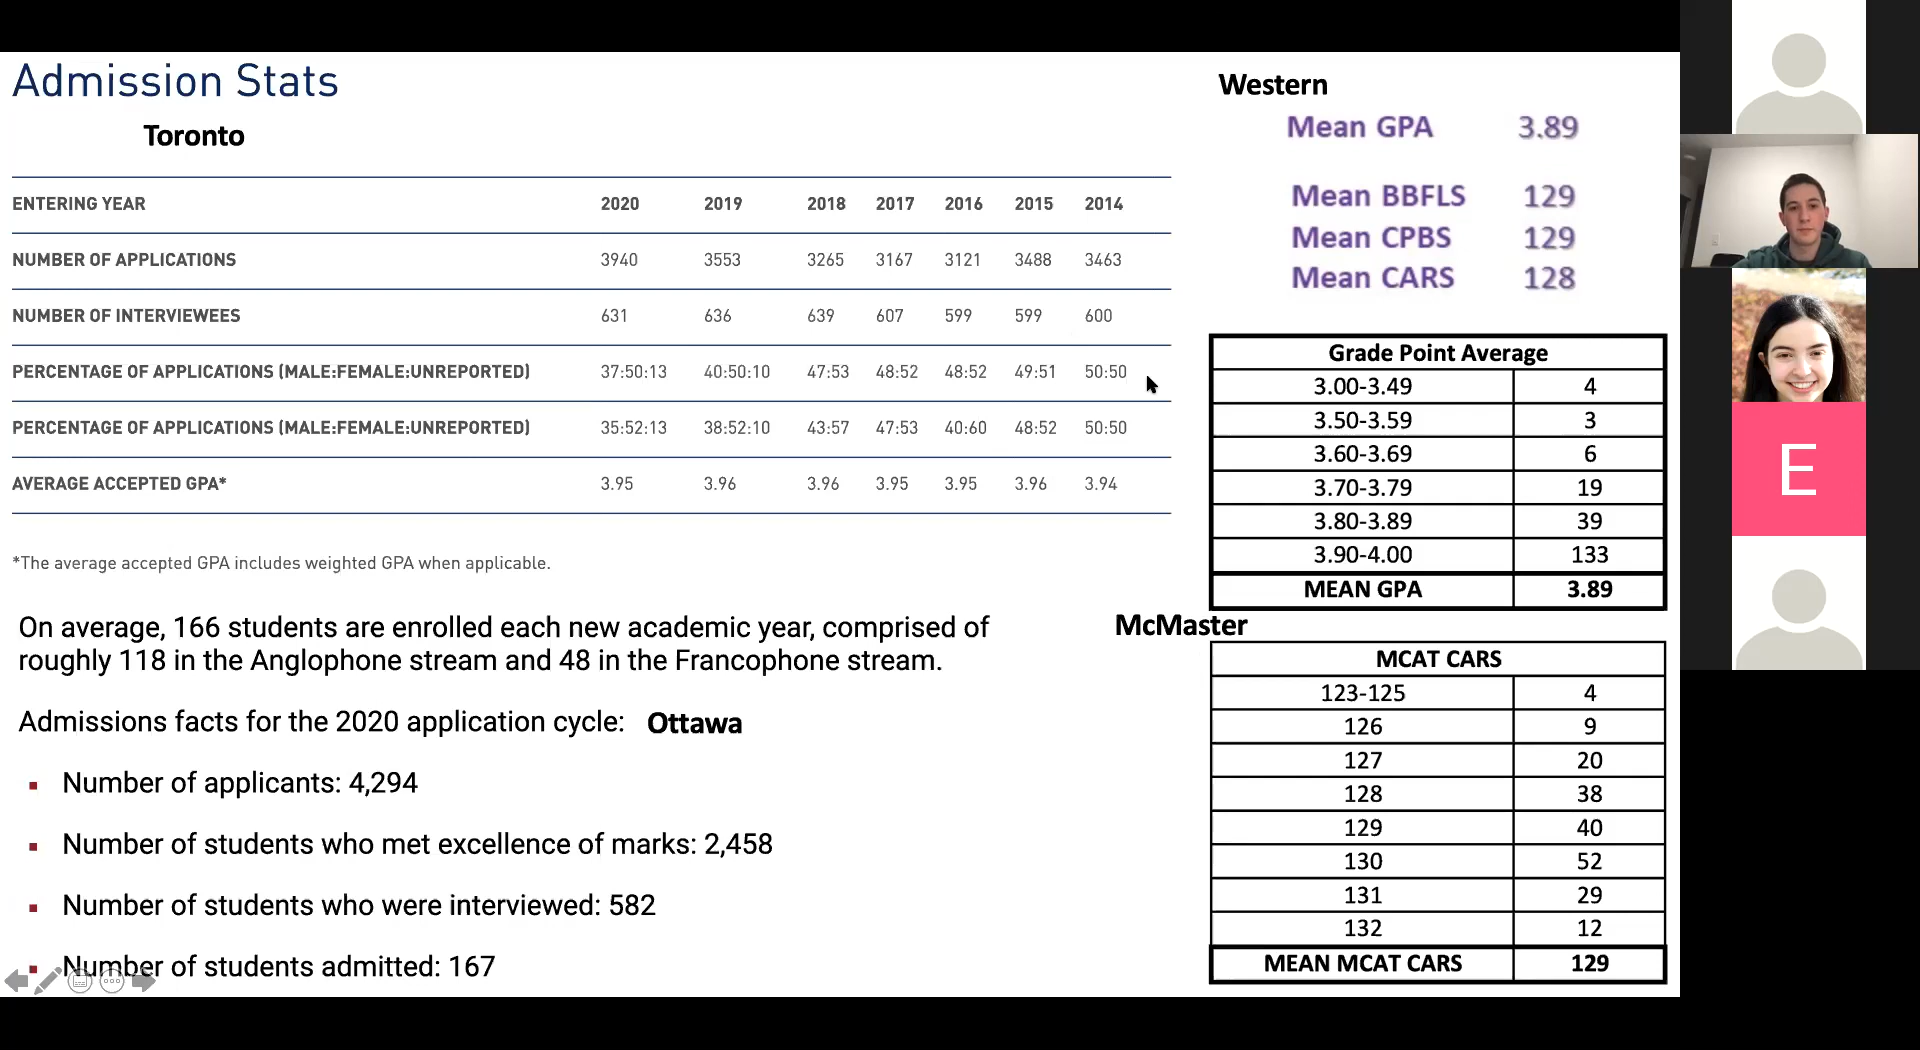 Admission Stats
Toronto
ENTERING YEAR 2020 2019 2018 2017 2016 2015 2014
NUMBER OF APPLICATIONS 3940 3553 3265 3167 3121 3488 3463
NUMBER OF INTERVIEWEES 631 636 639 607 599 599 600
PERCENTAGE OF APPLICATIONS (MALE:FEMALE:UNREPORTED) 37:50:13 40:50:10 47:53 48:52 48:52 49:51 50:50
PERCENTAGE OF APPLICATIONS (MALE:FEMALE:UNREPORTED) 35:52:13 38:52:10 43:57 47:53 40:60 48:52 50:50
AVERAGE ACCEPTED GPA* 3.95 3.96 3.96 3.95 3.95 3.96 3.94
*The average accepted GPA includes weighted GPA when applicable.
On average, 166 students are enrolled each new academic year, comprised of
roughly 118 in the Anglophone stream and 48 in the Francophone stream.
Admissions facts for the 2020 application cycle: Ottawa
▪ Number of applicants: 4,294
▪ Number of students who met excellence of marks: 2,458
▪ Number of students who were interviewed: 582
▪ Number of students admitted: 167
Western
Mean GPA 3.89
Mean BBFLS 129
Mean CPBS 129
Mean CARS 128
Grade Point Average
3.00-3.49 4
3.50-3.59 3
3.60-3.69 6
3.70-3.79 19
3.80-3.89 39
3.90-4.00 133
MEAN GPA 3.89
McMaster
MCAT CARS
123-125 4
126 9
127 20
128 38
129 40
130 52
131 29
132 12
MEAN MCAT CARS 129
E